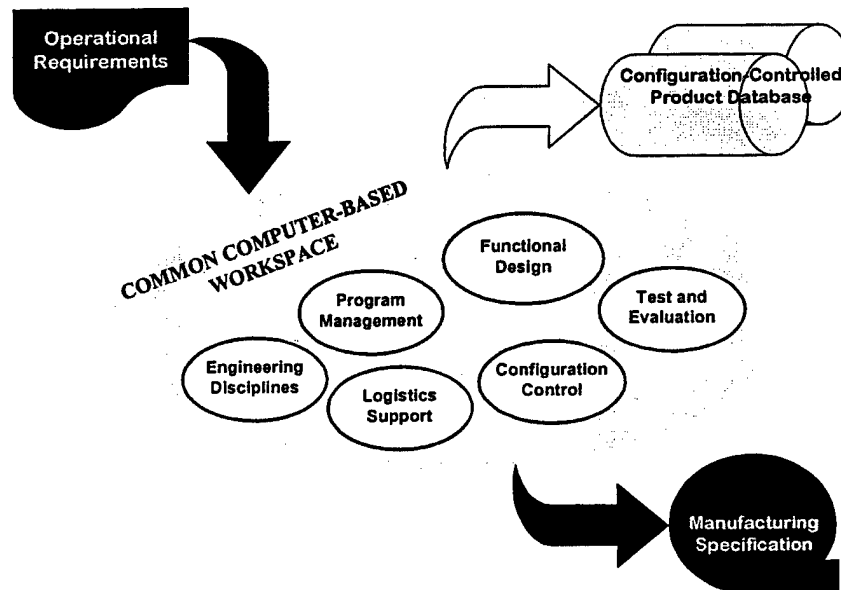 Operational
Requirements
Configuration-Controlled
Product Database
COMMON COMPUTER-BASED
WORKSPACE
Functional
Design
Program
Management
Test and
Evaluation
Engineering
Disciplines
Logistics
Support
Configuration
Control
Manufacturing
Specification